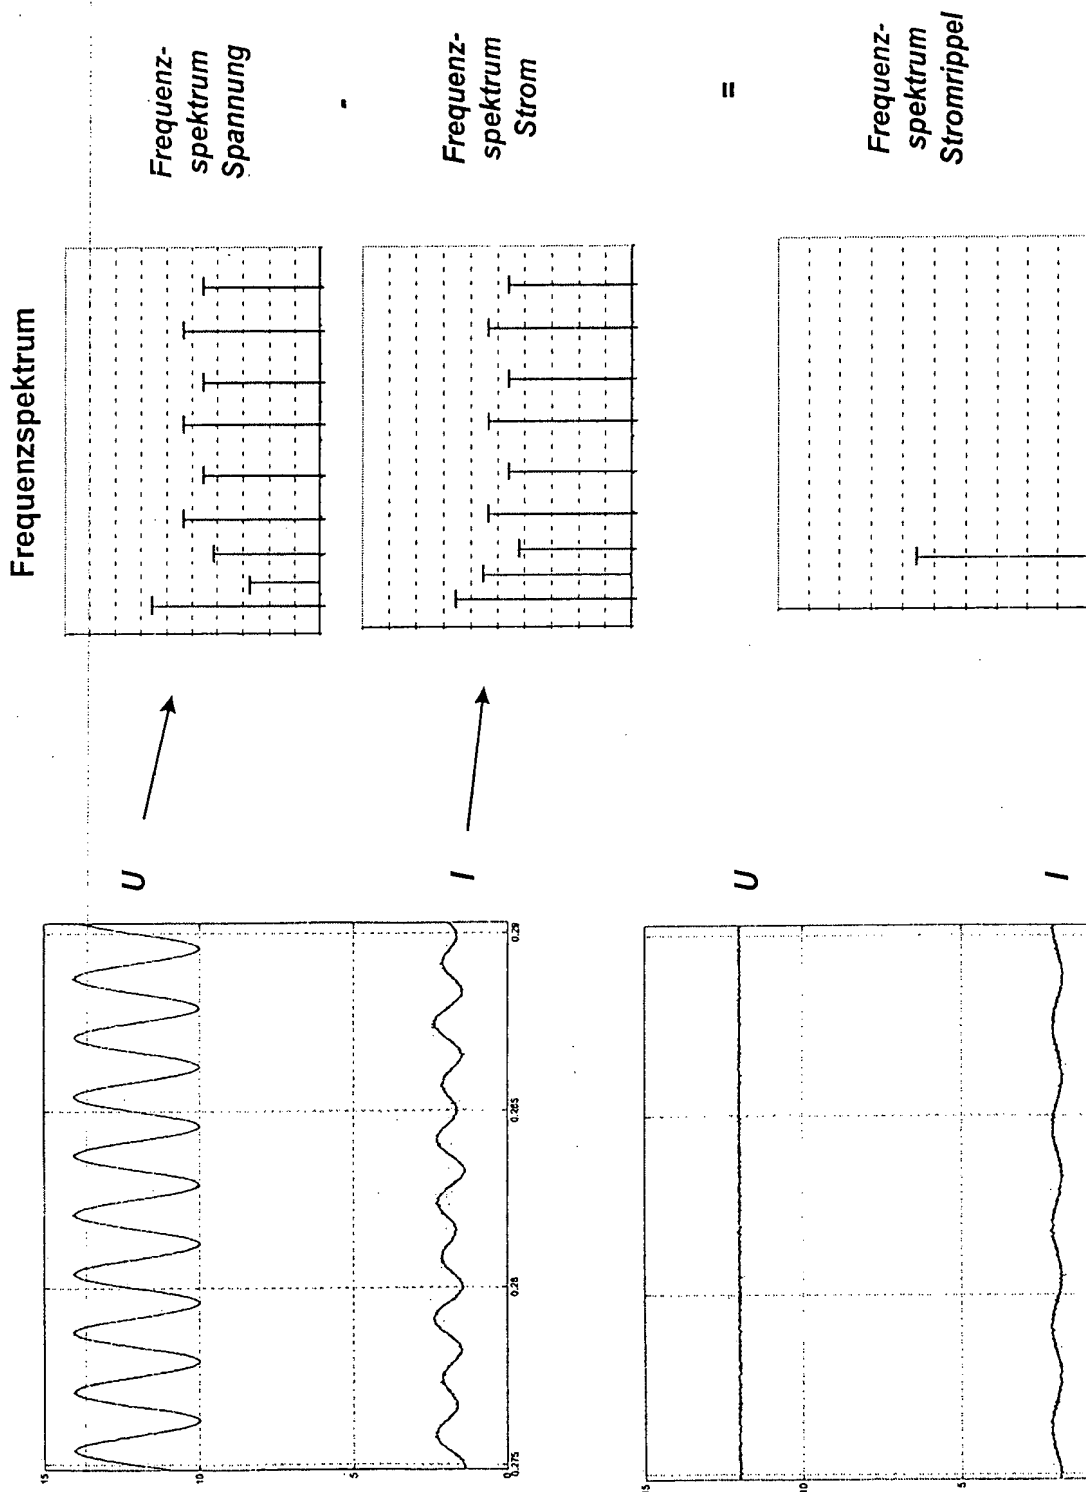 Frequenzspektrum
Frequenz-
spektrum
Spannung
-
Frequenz-
spektrum
Strom
=
Frequenz-
spektrum
Stromrippel
U
I
15
10
5
0
0.275
0.28
0.285
0.29
U
I
15
10
5